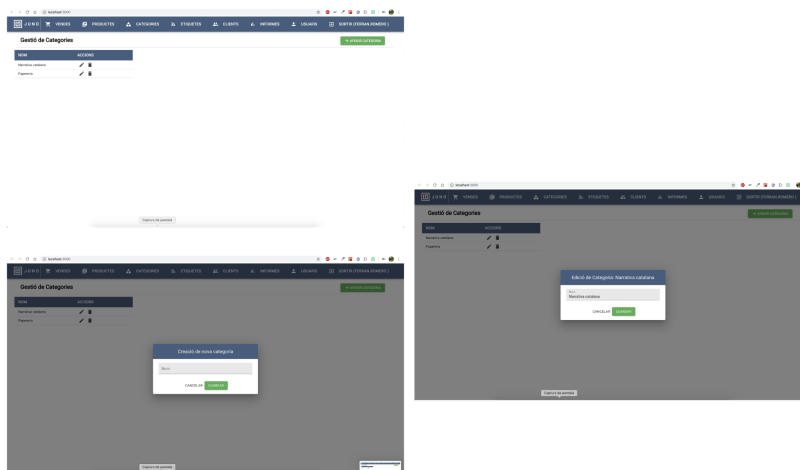 localhost:3000
JUNO VENDES PRODUCTES CATEGORIES ETIQUETES CLIENTS INFORMES USUARIS SORTIR (FERRAN.ROMERO)
Gestió de Categories
+ AFEGIR CATEGORIA
NOM ACCIONS
Narrativa catalana
Papereria
Captura de pantalla
localhost:3000
JUNO VENDES PRODUCTES CATEGORIES ETIQUETES CLIENTS INFORMES USUARIS SORTIR (FERRAN.ROMERO)
Gestió de Categories
+ AFEGIR CATEGORIA
NOM ACCIONS
Narrativa catalana
Papereria
Creació de nova categoria
Nom
CANCELAR GUARDAR
Captura de pantalla
localhost:3000
JUNO VENDES PRODUCTES CATEGORIES ETIQUETES CLIENTS INFORMES USUARIS SORTIR (FERRAN.ROMERO)
Gestió de Categories
+ AFEGIR CATEGORIA
NOM ACCIONS
Narrativa catalana
Papereria
Edició de Categoria: Narrativa catalana
Nom
Narrativa catalana
CANCELAR GUARDAR
Captura de pantalla